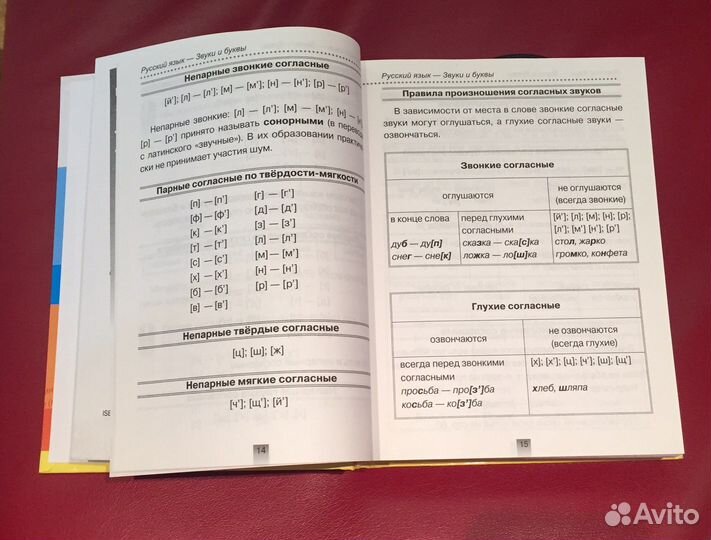 Русский язык — Звуки и буквы
Непарные звонкие согласные
[й']; [л] — [л']; [м] — [м']; [н] — [н']; [р] — [р']
Непарные звонкие: [л] — [л']; [м] — [м']; [н] —
[р] — [р'] принято называть сонорными (в
с латинского «звучные»). В их образовании
ски не принимает участия шум.
Парные согласные по твёрдости-мягкости
[п] — [п'] [г] — [г']
[ф] — [ф'] [д] — [д']
[к] — [к'] [з] — [з']
[т] — [т'] [л] — [л']
[с] — [с'] [м] — [м']
[х] — [х'] [н] — [н']
[б] — [б'] [р] — [р']
[в] — [в']
Непарные твёрдые согласные
[ц]; [ш]; [ж]
Непарные мягкие согласные
[ч']; [щ']; [й']
14
ISB
Русский язык — Звуки и буквы
Правила произношения согласных звуков
В зависимости от места в слове звонкие согласные
звуки могут оглушаться, а глухие согласные звуки —
озвончаться.
Звонкие согласные
оглушаются
не оглушаются
(всегда звонкие)
в конце слова
дуб — ду[п]
снег — сне[к]
перед глухими
согласными
сказка — ска[с]ка
ложка — ло[ш]ка
[й']; [л]; [м]; [н]; [р];
[л']; [м'] [н']; [р']
стол, жарко
громко, конфета
Глухие согласные
озвончаются
не озвончаются
(всегда глухие)
всегда перед звонкими
согласными
просьба — про[з']ба
косьба — ко[з']ба
[х]; [х']; [ц]; [ч']; [ш]; [щ']
хлеб, шляпа
15
Avito